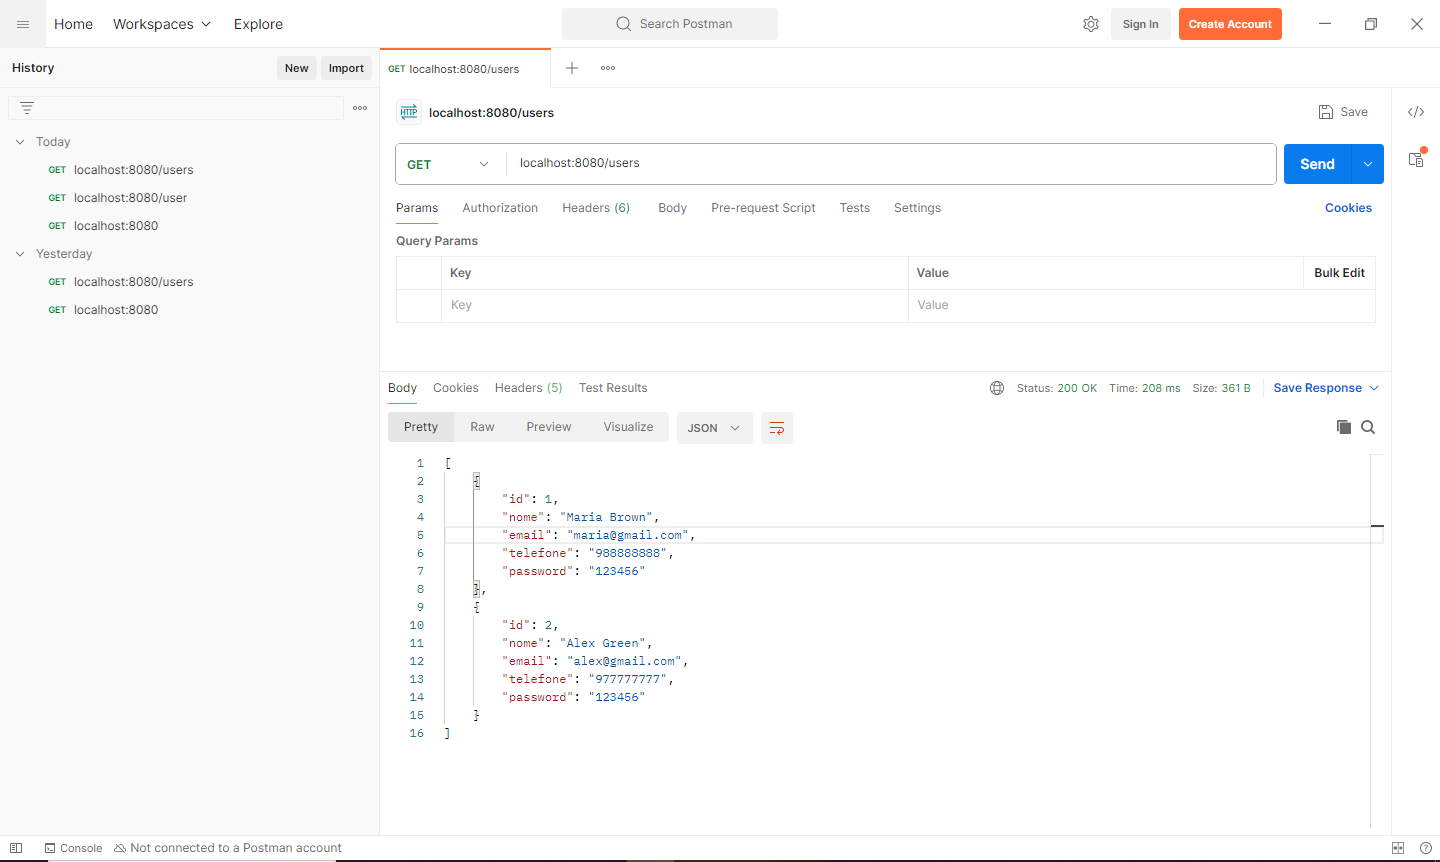 Home Workspaces Explore Search Postman Sign In Create Account
History New Import
GET localhost:8080/users
HTTP localhost:8080/users Save
Today
GET localhost:8080/users
GET localhost:8080/user
GET localhost:8080
Yesterday
GET localhost:8080/users
GET localhost:8080
GET localhost:8080/users Send
Params Authorization Headers (6) Body Pre-request Script Tests Settings Cookies
Query Params
Key Value Bulk Edit
Key Value
Body Cookies Headers (5) Test Results Status: 200 OK Time: 208 ms Size: 361 B Save Response
Pretty Raw Preview Visualize JSON
1 [
2 {
3 "id": 1,
4 "nome": "Maria Brown",
5 "email": "maria@gmail.com",
6 "telefone": "988888888",
7 "password": "123456"
8 },
9 {
10 "id": 2,
11 "nome": "Alex Green",
12 "email": "alex@gmail.com",
13 "telefone": "977777777",
14 "password": "123456"
15 }
16 ]
Console Not connected to a Postman account